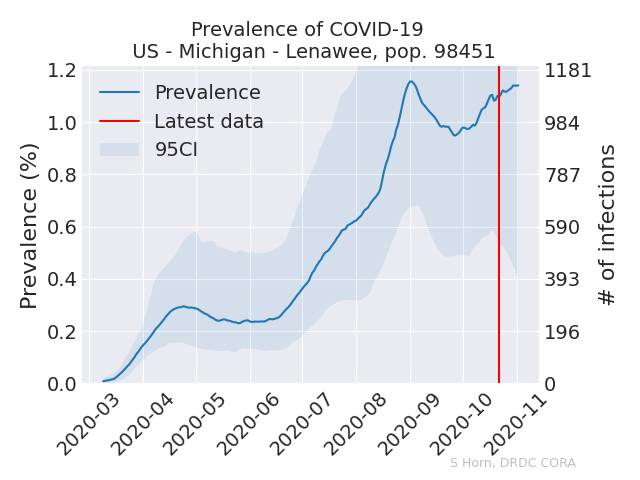 Prevalence of COVID-19
US - Michigan - Lenawee, pop. 98451
Prevalence
Latest data
95CI
Prevalence (%)
1.2
1.0
0.8
0.6
0.4
0.2
0.0
1181
984
787
590
393
196
0
# of infections
2020-03
2020-04
2020-05
2020-06
2020-07
2020-08
2020-09
2020-10
2020-11
S Horn, DRDC CORA